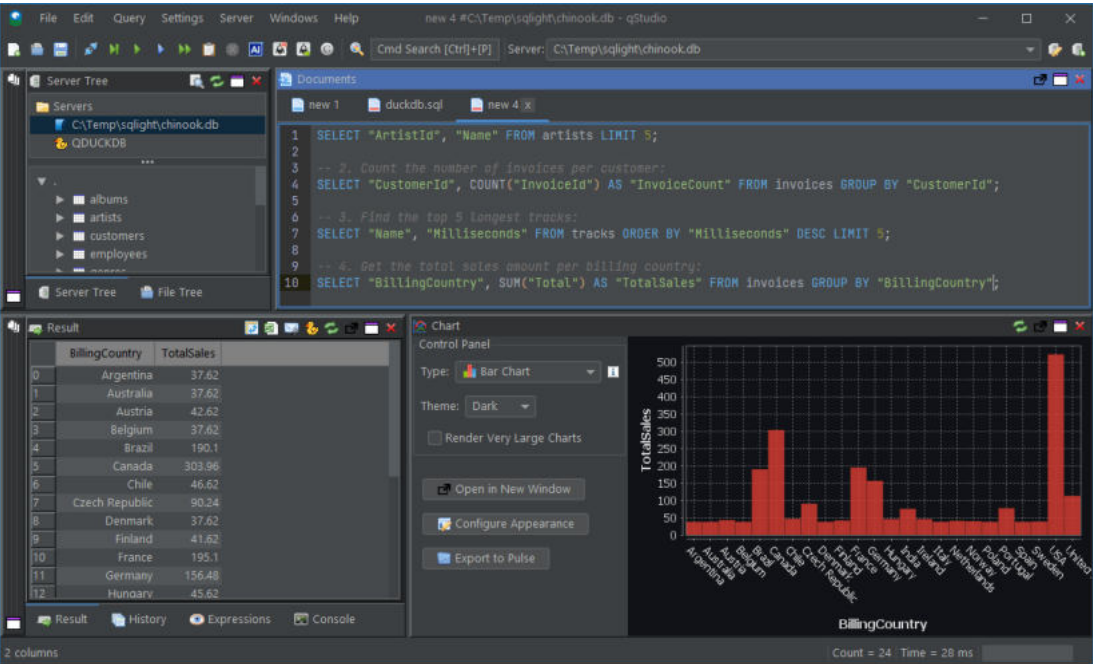 File Edit Query Settings Server Windows Help new 4 #C:\Temp\sqlight\chinook.db - qStudio
AI Cmd Search [Ctrl]+[P] Server: C:\Temp\sqlight\chinook.db
Server Tree
Servers
C:\Temp\sqlight\chinook.db
QDUCKDB
.
albums
artists
customers
employees
genres
Server Tree File Tree
Documents
new 1 duckdb.sql new 4 x
1 SELECT "ArtistId", "Name" FROM artists LIMIT 5;
2
3 -- 2. Count the number of invoices per customer:
4 SELECT "CustomerId", COUNT("InvoiceId") AS "InvoiceCount" FROM invoices GROUP BY "CustomerId";
5
6 -- 3. Find the top 5 longest tracks:
7 SELECT "Name", "Milliseconds" FROM tracks ORDER BY "Milliseconds" DESC LIMIT 5;
8
9 -- 4. Get the total sales amount per billing country:
10 SELECT "BillingCountry", SUM("Total") AS "TotalSales" FROM invoices GROUP BY "BillingCountry";
Result
BillingCountry TotalSales
0 Argentina 37.62
1 Australia 37.62
2 Austria 42.62
3 Belgium 37.62
4 Brazil 190.1
5 Canada 303.96
6 Chile 46.62
7 Czech Republic 90.24
8 Denmark 37.62
9 Finland 41.62
10 France 195.1
11 Germany 156.48
12 Hungary 45.62
Result History Expressions Console
Chart
Control Panel
Type: Bar Chart i
Theme: Dark
Render Very Large Charts
Open in New Window
Configure Appearance
Export to Pulse
TotalSales
500
450
400
350
300
250
200
150
100
50
0
Argentina Australia Austria Belgium Brazil Canada Chile Czech Republic Denmark Finland France Germany Hungary India Ireland Italy Netherlands Norway Poland Portugal Spain Sweden USA United
BillingCountry
2 columns Count = 24 Time = 28 ms